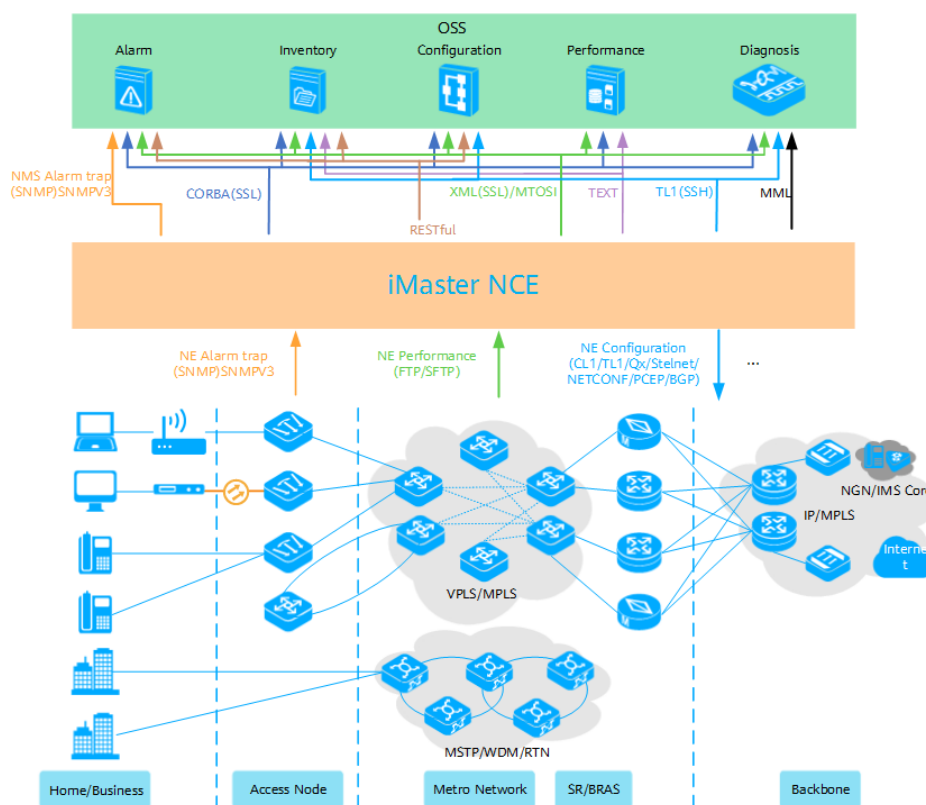 OSS
Alarm
Inventory
Configuration
Performance
Diagnosis
NMS Alarm trap
(SNMP)SNMPV3
CORBA(SSL)
RESTful
XML(SSL)/MTOSI
TEXT
TL1(SSH)
MML
iMaster NCE
NE Alarm trap
(SNMP)SNMPV3
NE Performance
(FTP/SFTP)
NE Configuration
(CL1/TL1/Qx/Stelnet/
NETCONF/PCEP/BGP)
...
NGN/IMS Core
IP/MPLS
Interne
t
VPLS/MPLS
MSTP/WDM/RTN
Home/Business
Access Node
Metro Network
SR/BRAS
Backbone